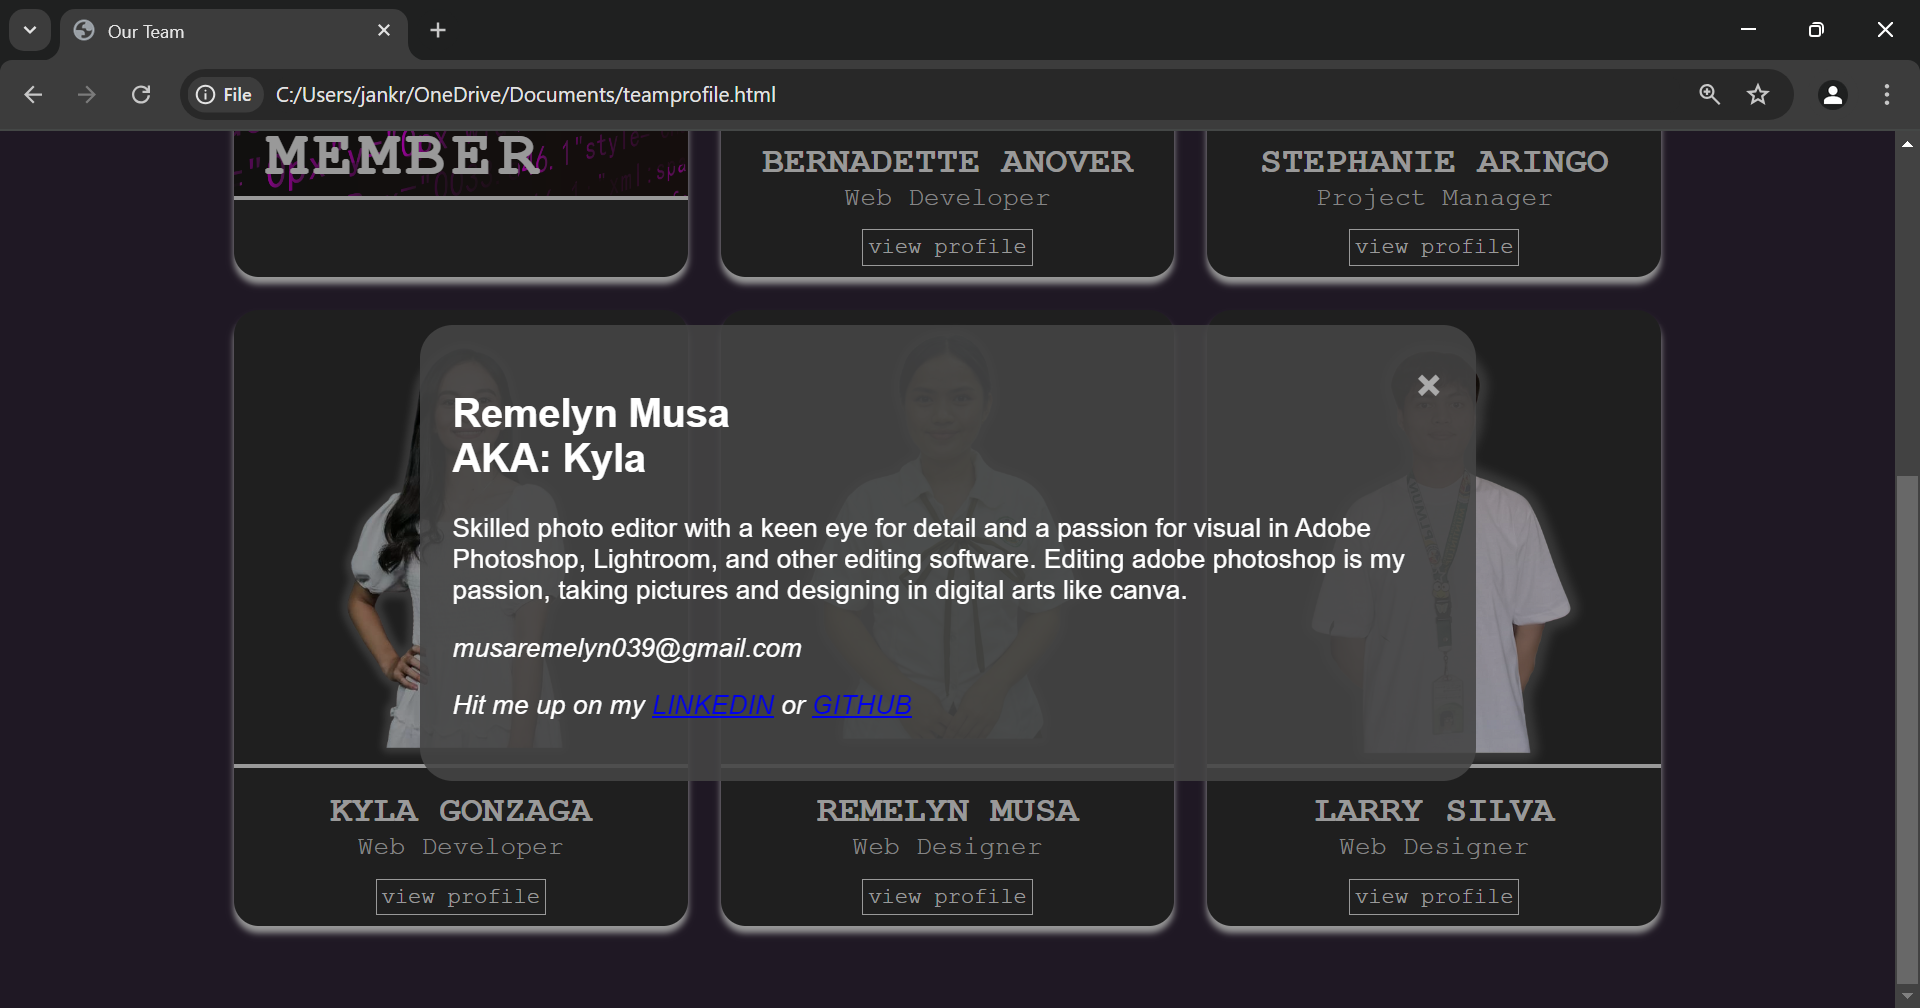 Our Team
File
C:/Users/jankr/OneDrive/Documents/teamprofile.html
MEMBER
BERNADETTE ANOVER
Web Developer
view profile
STEPHANIE ARINGO
Project Manager
view profile
Remelyn Musa
AKA: Kyla
Skilled photo editor with a keen eye for detail and a passion for visual in Adobe
Photoshop, Lightroom, and other editing software. Editing adobe photoshop is my
passion, taking pictures and designing in digital arts like canva.
musaremelyn039@gmail.com
Hit me up on my LINKEDIN or GITHUB
KYLA GONZAGA
Web Developer
view profile
REMELYN MUSA
Web Designer
view profile
LARRY SILVA
Web Designer
view profile